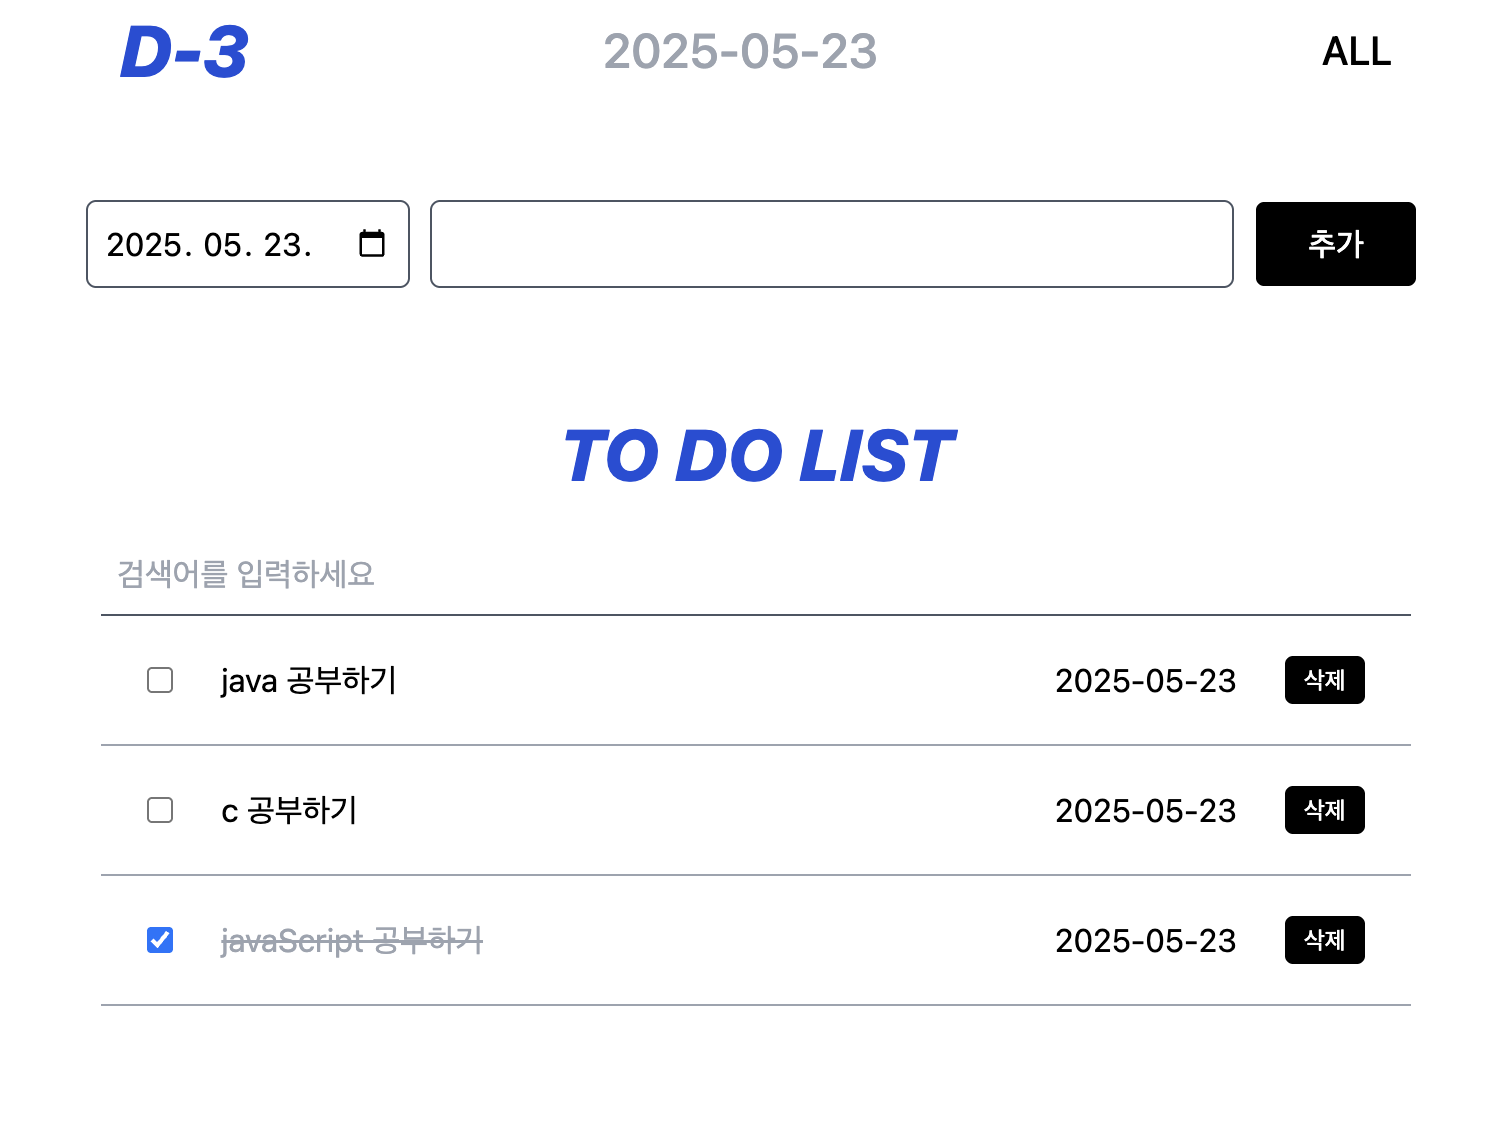 D-3 2025-05-23 ALL
2025. 05. 23. 추가
TO DO LIST
검색어를 입력하세요
java 공부하기 2025-05-23 삭제
c 공부하기 2025-05-23 삭제
javaScript 공부하기 2025-05-23 삭제